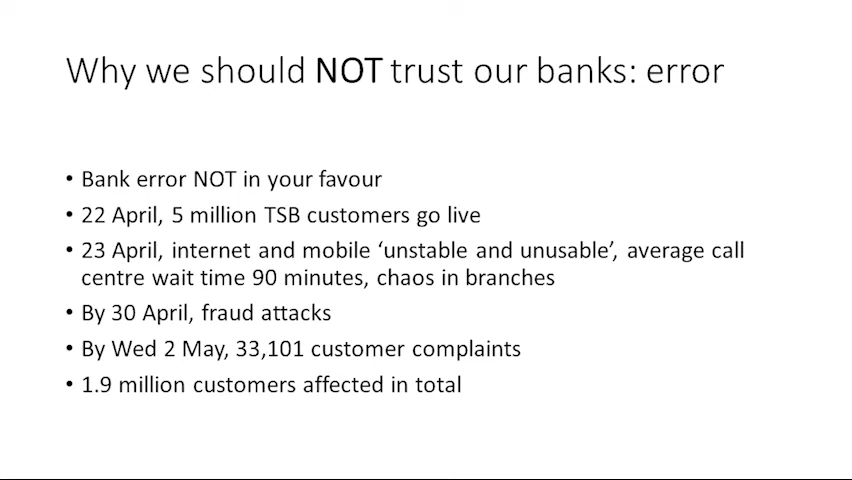 Why we should NOT trust our banks: error
• Bank error NOT in your favour
• 22 April, 5 million TSB customers go live
• 23 April, internet and mobile ‘unstable and unusable’, average call
centre wait time 90 minutes, chaos in branches
• By 30 April, fraud attacks
• By Wed 2 May, 33,101 customer complaints
• 1.9 million customers affected in total